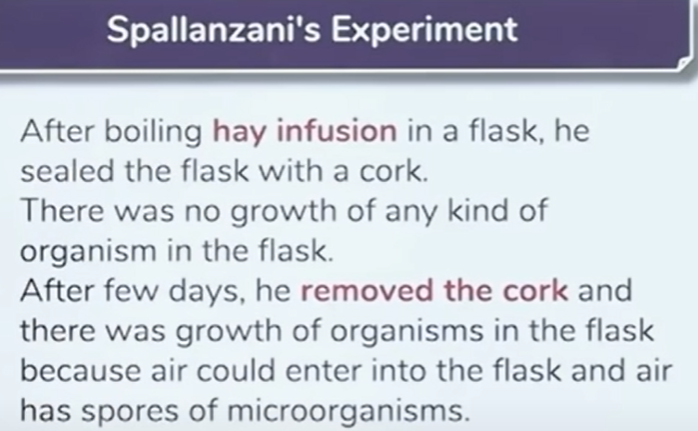 Spallanzani's Experiment
After boiling hay infusion in a flask, he
sealed the flask with a cork.
There was no growth of any kind of
organism in the flask.
After few days, he removed the cork and
there was growth of organisms in the flask
because air could enter into the flask and air
has spores of microorganisms.